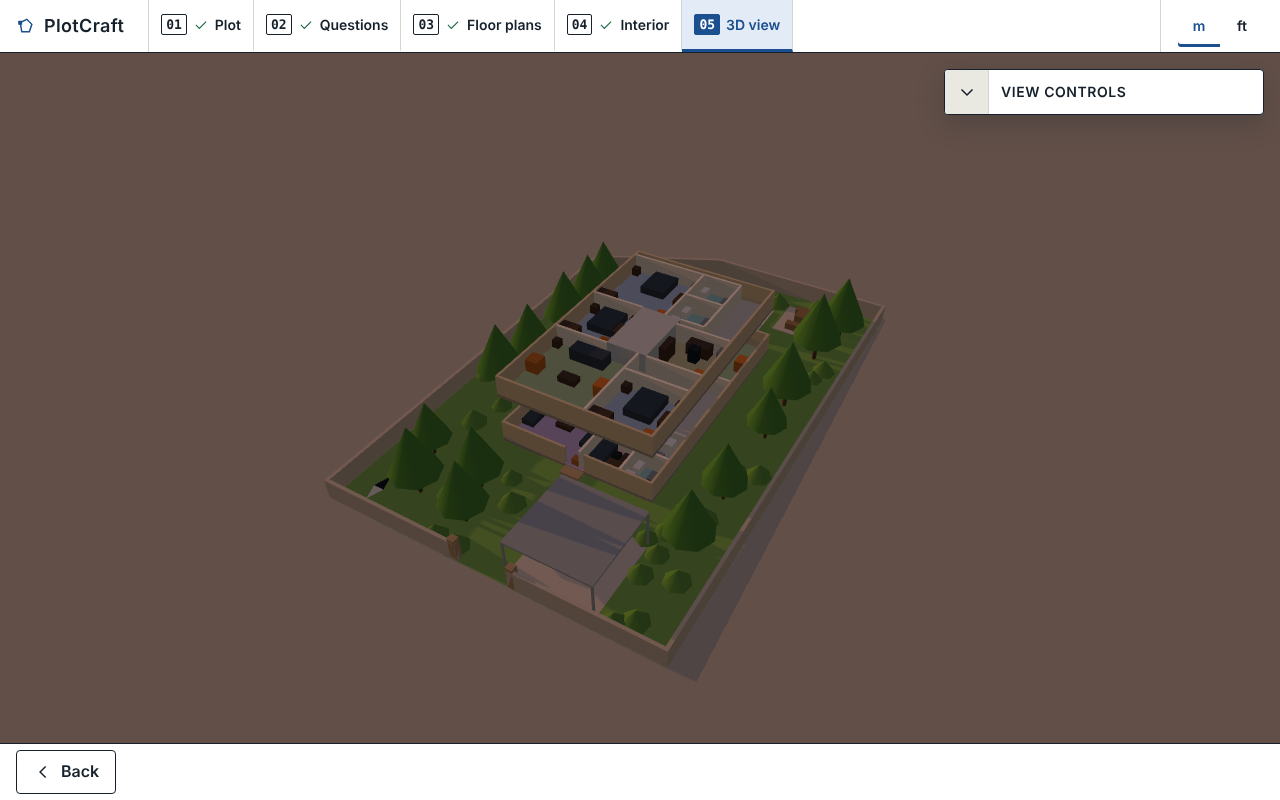 PlotCraft
01 Plot
02 Questions
03 Floor plans
04 Interior
05 3D view
m
ft
VIEW CONTROLS
Back